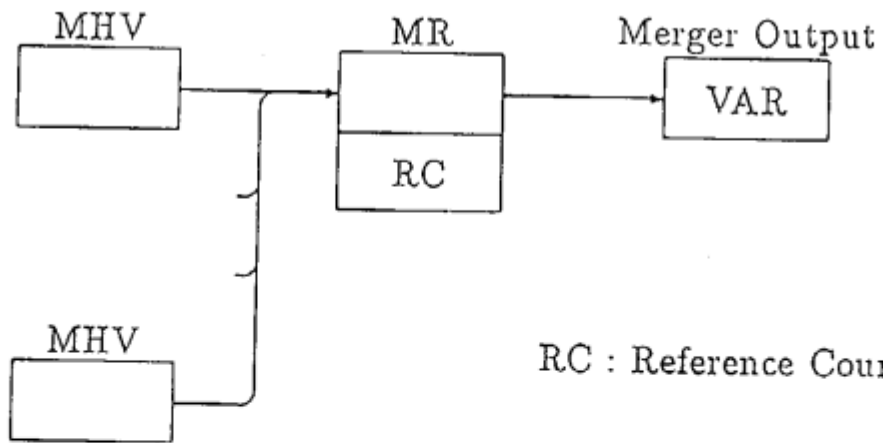 MHV
MR
Merger Output
VAR
RC
MHV
RC : Reference